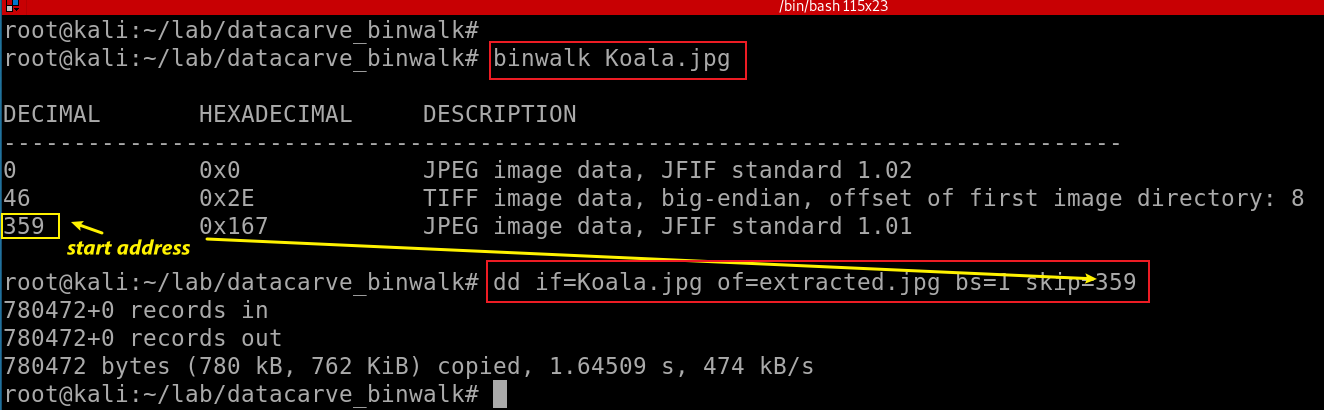 /bin/bash 115x23
root@kali:~/lab/datacarve_binwalk#
root@kali:~/lab/datacarve_binwalk# binwalk Koala.jpg
DECIMAL HEXADECIMAL DESCRIPTION
--------------------------------------------------------------------------------
0 0x0 JPEG image data, JFIF standard 1.02
46 0x2E TIFF image data, big-endian, offset of first image directory: 8
359 0x167 JPEG image data, JFIF standard 1.01
start address
root@kali:~/lab/datacarve_binwalk# dd if=Koala.jpg of=extracted.jpg bs=1 skip=359
780472+0 records in
780472+0 records out
780472 bytes (780 kB, 762 KiB) copied, 1.64509 s, 474 kB/s
root@kali:~/lab/datacarve_binwalk#